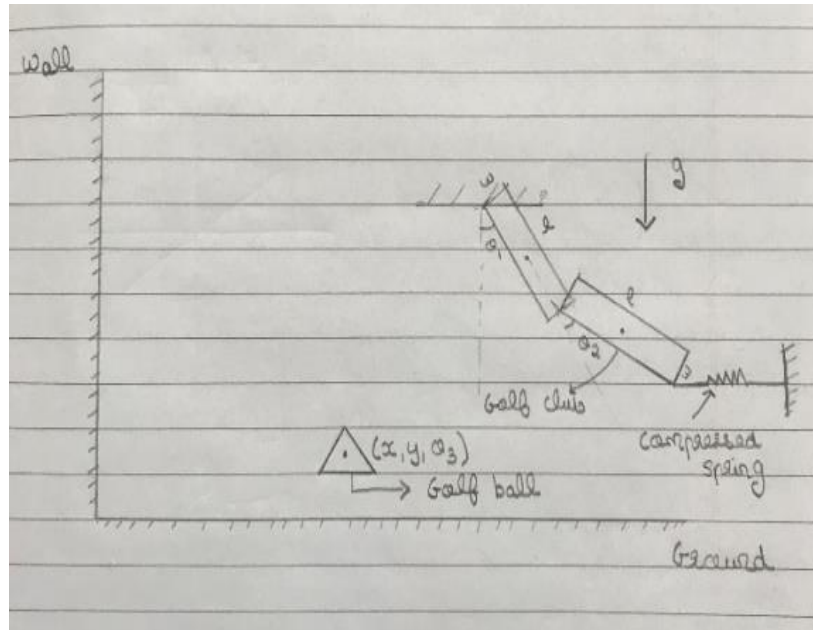 Wall
ω
g
l
θ₁
l
θ₂
ω
Golf club
Compressed
spring
(x, y, θ₃)
Golf ball
Ground